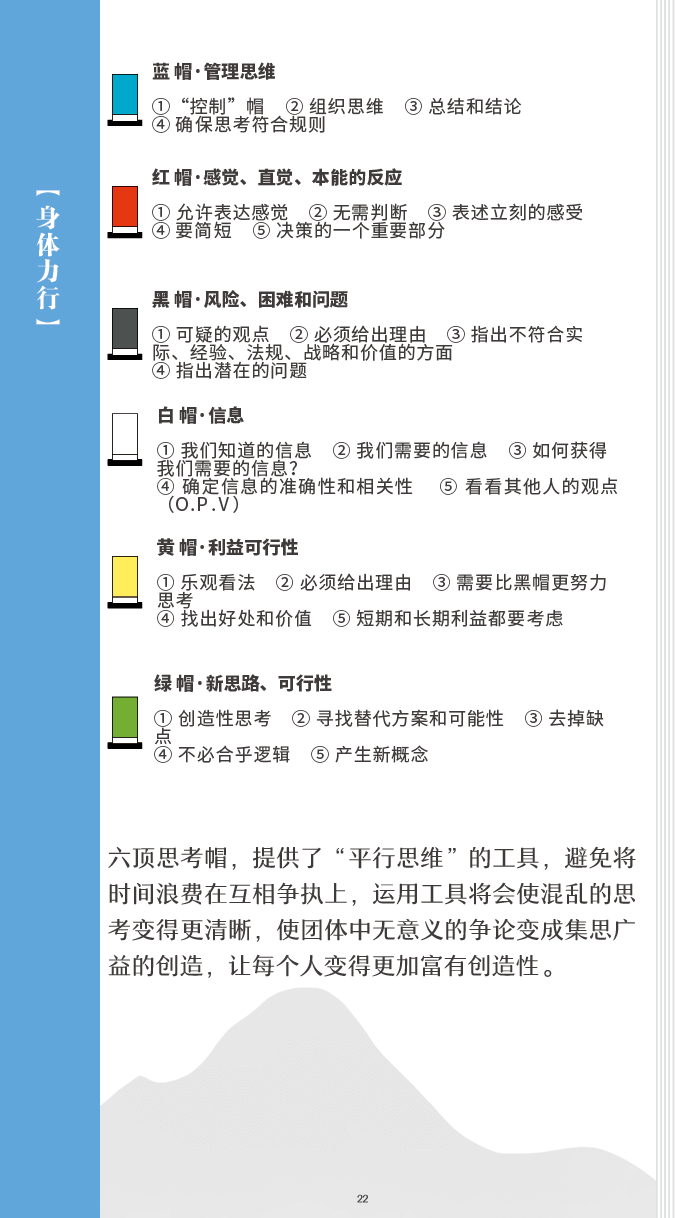 【身体力行】
蓝 帽·管理思维
①“控制”帽 ② 组织思维 ③ 总结和结论
④ 确保思考符合规则
红 帽·感觉、直觉、本能的反应
① 允许表达感觉 ② 无需判断 ③ 表述立刻的感受
④ 要简短 ⑤ 决策的一个重要部分
黑 帽·风险、困难和问题
① 可疑的观点 ② 必须给出理由 ③ 指出不符合实
际、经验、法规、战略和价值的方面
④ 指出潜在的问题
白 帽·信息
① 我们知道的信息 ② 我们需要的信息 ③ 如何获得
我们需要的信息?
④ 确定信息的准确性和相关性 ⑤ 看看其他人的观点
（O.P.V）
黄 帽·利益可行性
① 乐观看法 ② 必须给出理由 ③ 需要比黑帽更努力
思考
④ 找出好处和价值 ⑤ 短期和长期利益都要考虑
绿 帽·新思路、可行性
① 创造性思考 ② 寻找替代方案和可能性 ③ 去掉缺
点
④ 不必合乎逻辑 ⑤ 产生新概念
六顶思考帽，提供了“平行思维”的工具，避免将
时间浪费在互相争执上，运用工具将会使混乱的思
考变得更清晰，使团体中无意义的争论变成集思广
益的创造，让每个人变得更加富有创造性。
22